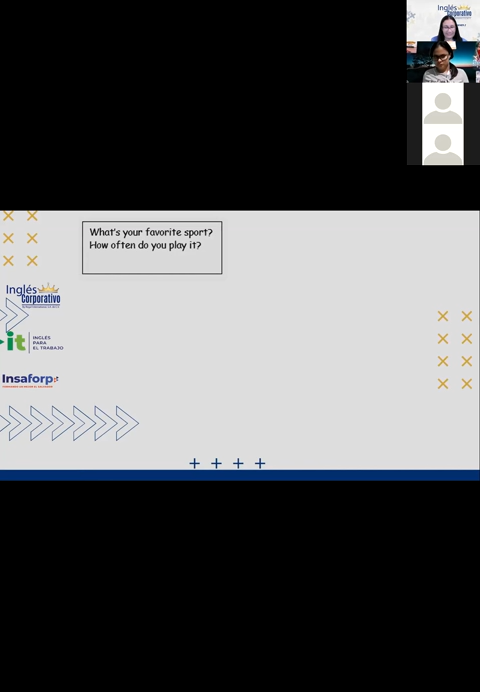 Inglés
Corporativo
What's your favorite sport?
How often do you play it?
Inglés
Corporativo
it
INGLES
PARA
EL TRABAJO
Insaforp